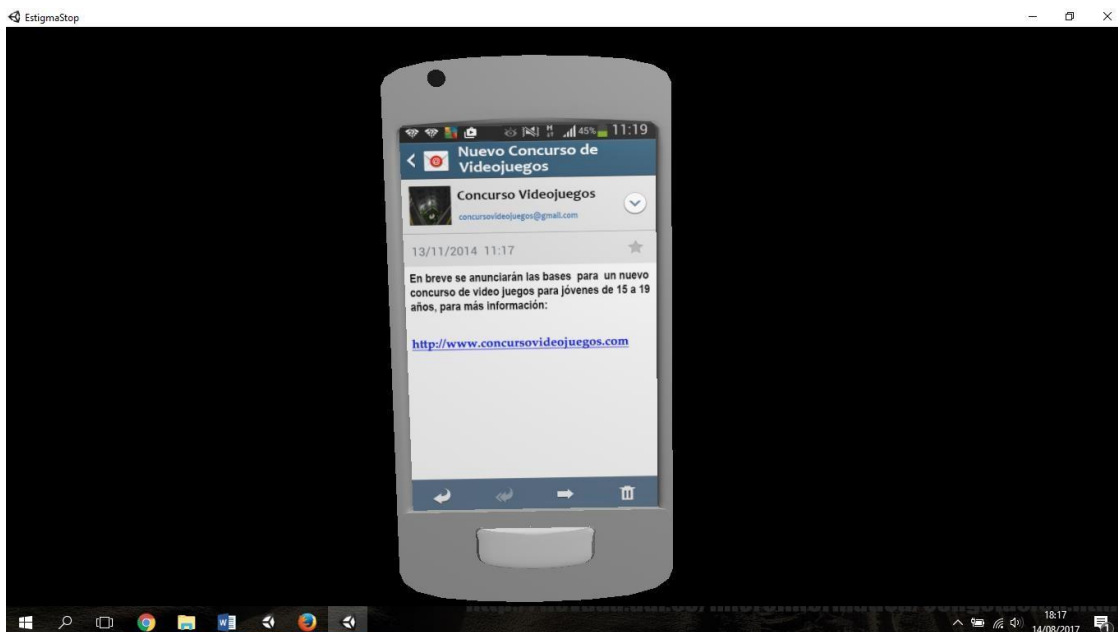 EstigmaStop
45% 11:19
Nuevo Concurso de
Videojuegos
Concurso Videojuegos
concursovideojuegos@gmail.com
13/11/2014 11:17
En breve se anunciarán las bases para un nuevo
concurso de video juegos para jóvenes de 15 a 19
años, para más información:
http://www.concursovideojuegos.com
18:17
14/08/2017